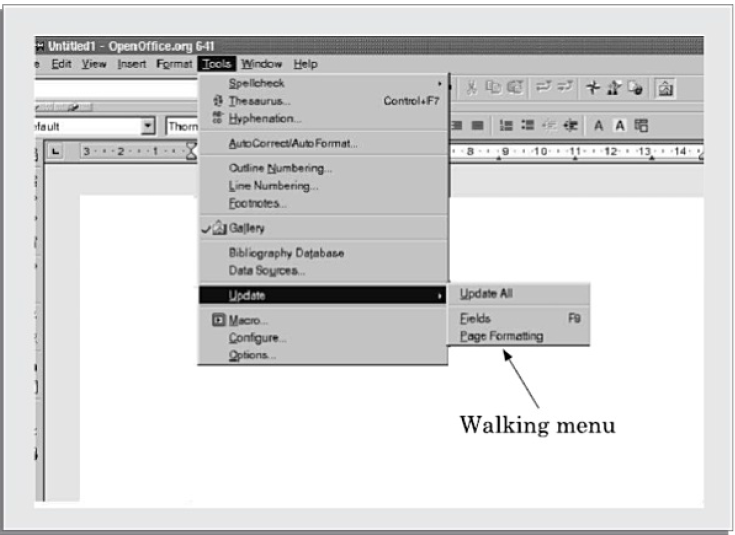 Untitled1 - OpenOffice.org 641
e Edit View Insert Format Tools Window Help
Spellcheck
Thesaurus... Control+F7
Hyphenation...
efault Thorn
AutoCorrect/AutoFormat...
3 2 1 8 9 10 11 12 13 14
Outline Numbering...
Line Numbering...
Footnotes...
Gallery
Bibliography Database
Data Sources...
Update Update All
Macro... Fields F9
Configure... Page Formatting
Options...
Walking menu